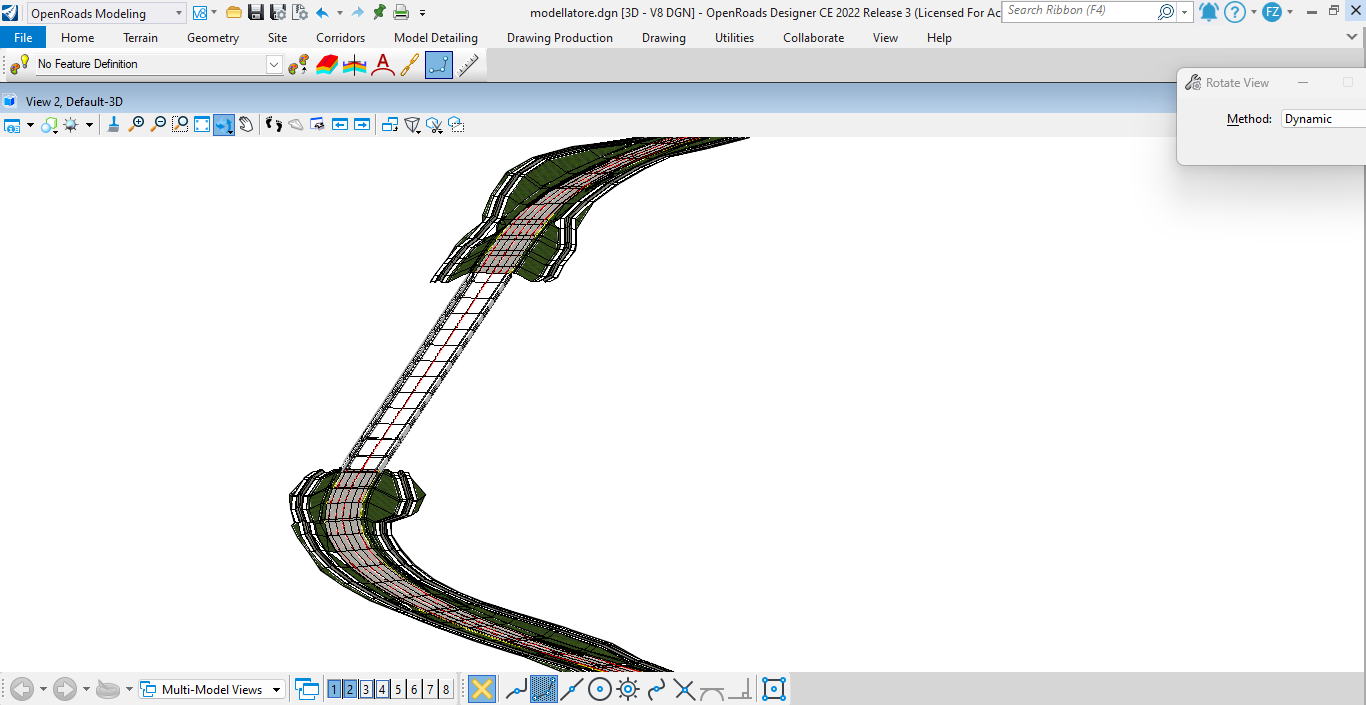 OpenRoads Modeling
V8
modellatore.dgn [3D - V8 DGN] - OpenRoads Designer CE 2022 Release 3 (Licensed For Ac
Search Ribbon (F4)
?
FZ
File
Home
Terrain
Geometry
Site
Corridors
Model Detailing
Drawing Production
Drawing
Utilities
Collaborate
View
Help
No Feature Definition
View 2, Default-3D
Rotate View
Method: Dynamic
Multi-Model Views
1 2 3 4 5 6 7 8